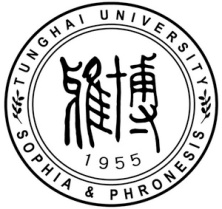 TUNGHAI UNIVERSITY
雅博
1955
SOPHIA & PHRONESIS